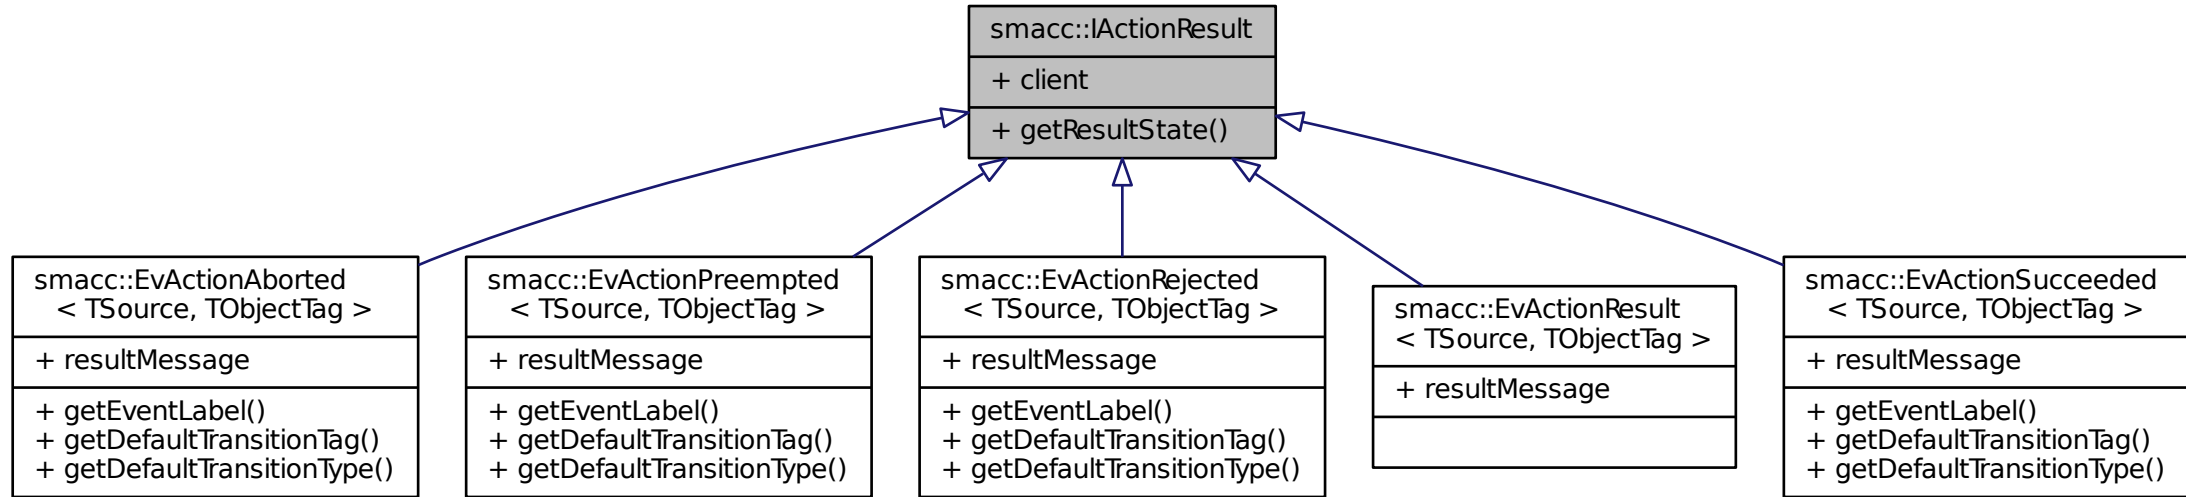 smacc::IActionResult
+ client
+ getResultState()
smacc::EvActionAborted
< TSource, TObjectTag >
+ resultMessage
+ getEventLabel()
+ getDefaultTransitionTag()
+ getDefaultTransitionType()
smacc::EvActionPreempted
< TSource, TObjectTag >
+ resultMessage
+ getEventLabel()
+ getDefaultTransitionTag()
+ getDefaultTransitionType()
smacc::EvActionRejected
< TSource, TObjectTag >
+ resultMessage
+ getEventLabel()
+ getDefaultTransitionTag()
+ getDefaultTransitionType()
smacc::EvActionResult
< TSource, TObjectTag >
+ resultMessage
smacc::EvActionSucceeded
< TSource, TObjectTag >
+ resultMessage
+ getEventLabel()
+ getDefaultTransitionTag()
+ getDefaultTransitionType()